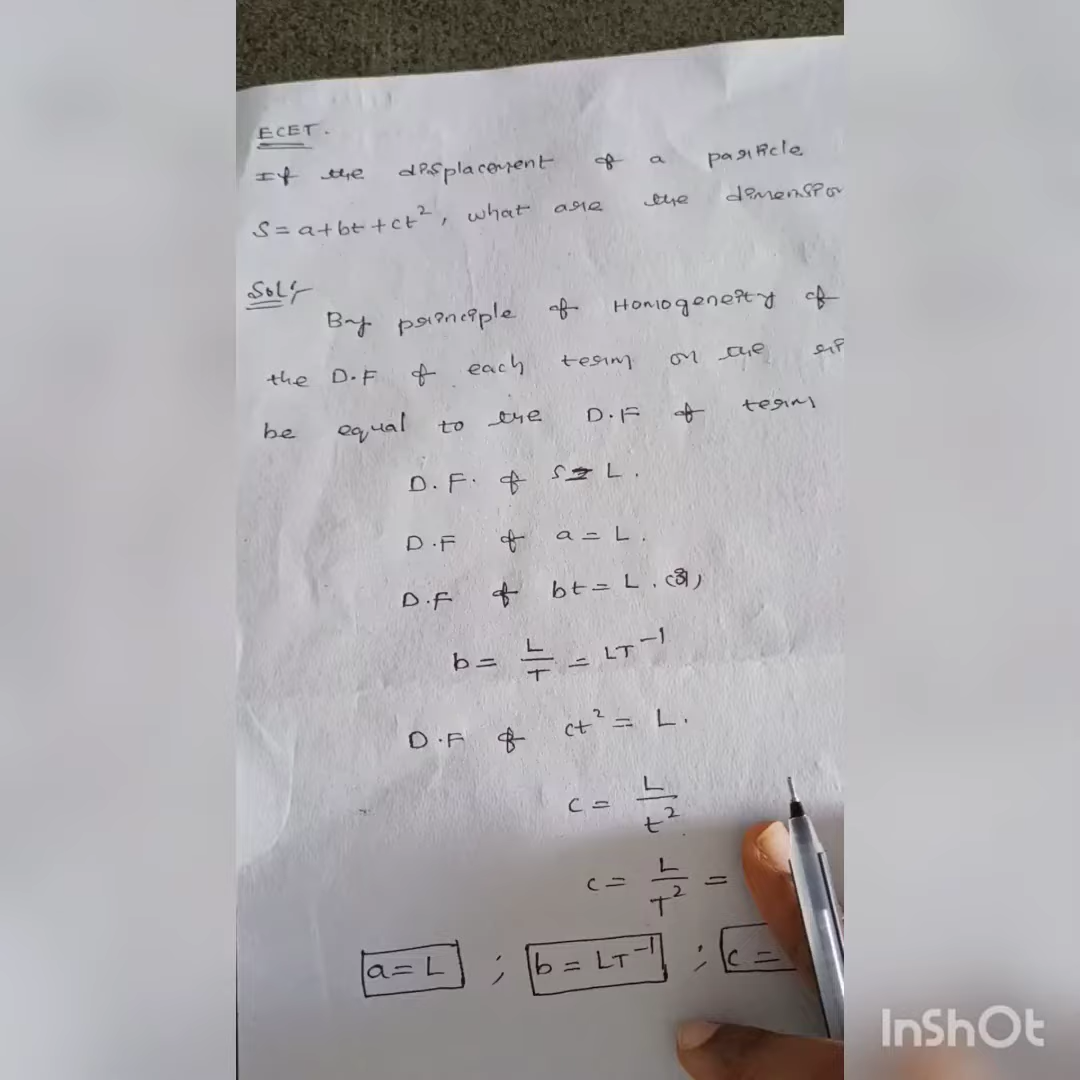 ECET.
If the displacement of a particle
S = a + bt + ct², what are the dimension
Sol:-
By principle of Homogeneity of
the D.F of each term on the
be equal to the D.F of term
D.F. of S = L.
D.F of a = L.
D.F of bt = L. (or)
b = L/T = LT⁻¹
D.F of ct² = L.
c = L/t²
c = L/T² =
a = L ; b = LT⁻¹ ; c =
InShOt